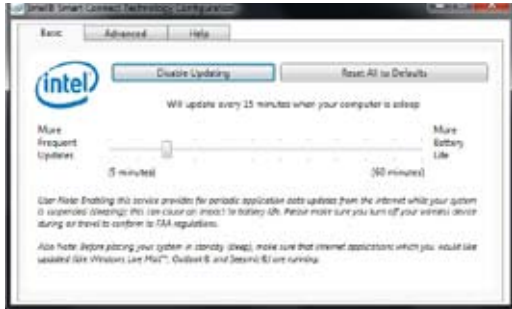 Intel® Smart Connect Technology Configuration
Basic Advanced Help
intel Disable Updating Reset All to Defaults
Will update every 15 minutes when your computer is asleep
More Frequent Updates More Battery Life
(5 minutes) (60 minutes)
User Note: Enabling this service provides for periodic application data updates from the internet while your system
is suspended (sleeping); this can cause an impact to battery life. Please make sure you turn off your wireless device
during air travel to conform to FAA regulations.
Also Note: Before placing your system in standby (sleep), make sure that internet applications which you would like
updated (like Windows Live Mail™, Outlook® and Seesmic®) are running.